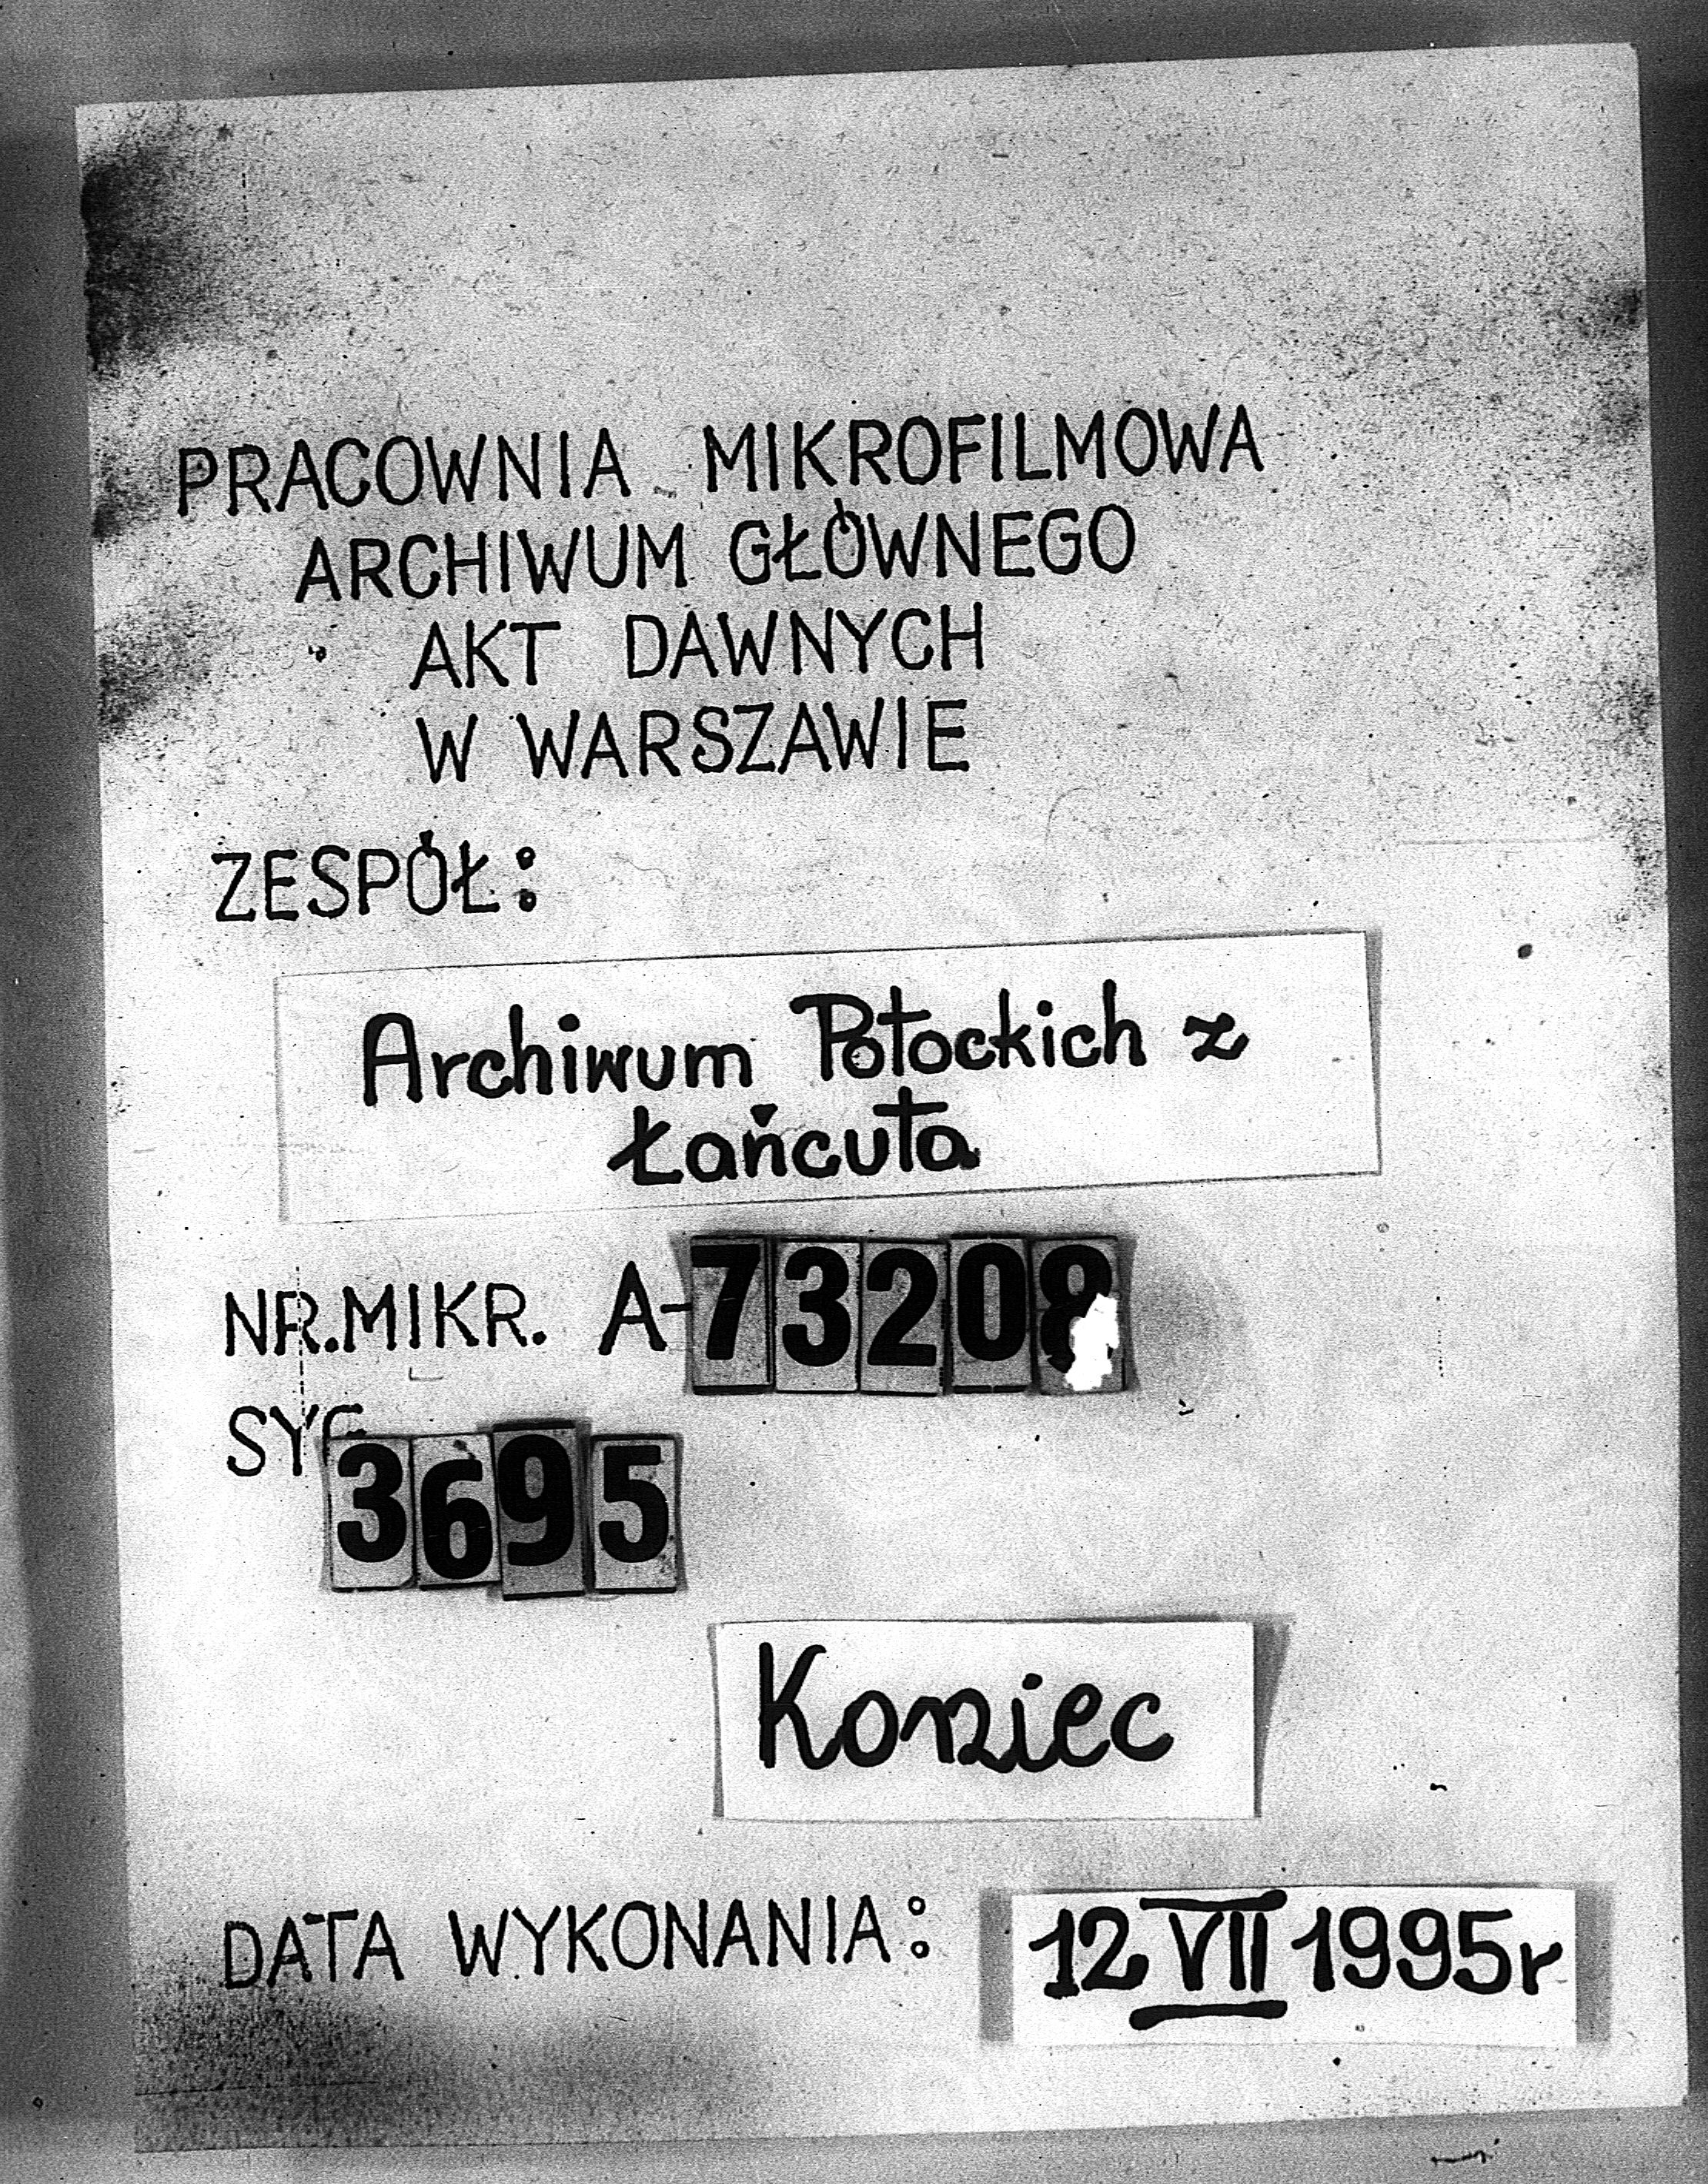 PRACOWNIA MIKROFILMOWA
ARCHIWUM GŁÓWNEGO
AKT DAWNYCH
W WARSZAWIE
ZESPÓŁ:
Archiwum Potockich z
Łańcuta
NR.MIKR. A-73208
SYG
3695
Koniec
DATA WYKONANIA: 12 VII 1995r